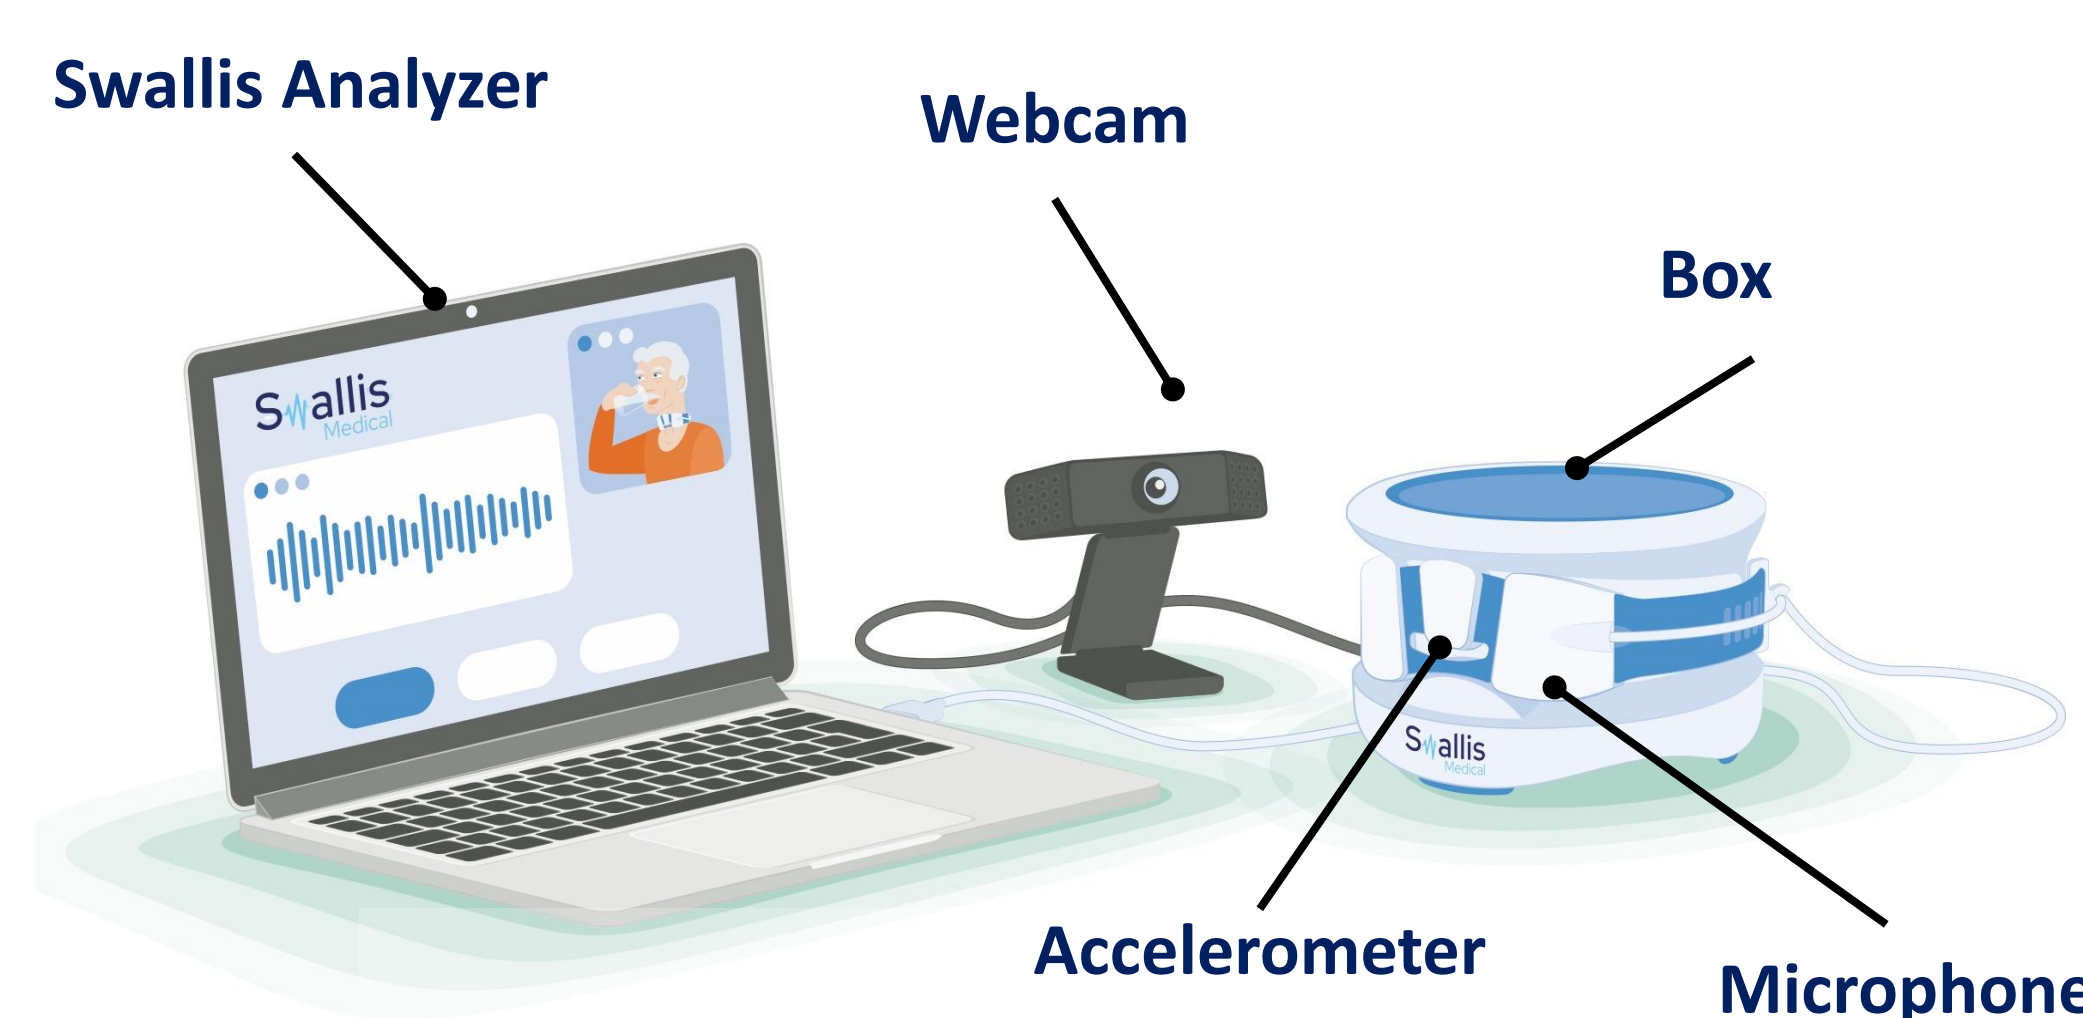 Swallis Analyzer
Webcam
Box
Swallis
Medical
Swallis
Medical
Accelerometer
Microphone